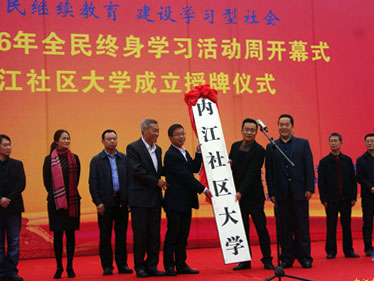 民继续教育 建设学习型社会
6年全民终身学习活动周开幕式
江社区大学成立授牌仪式
内江社区大学